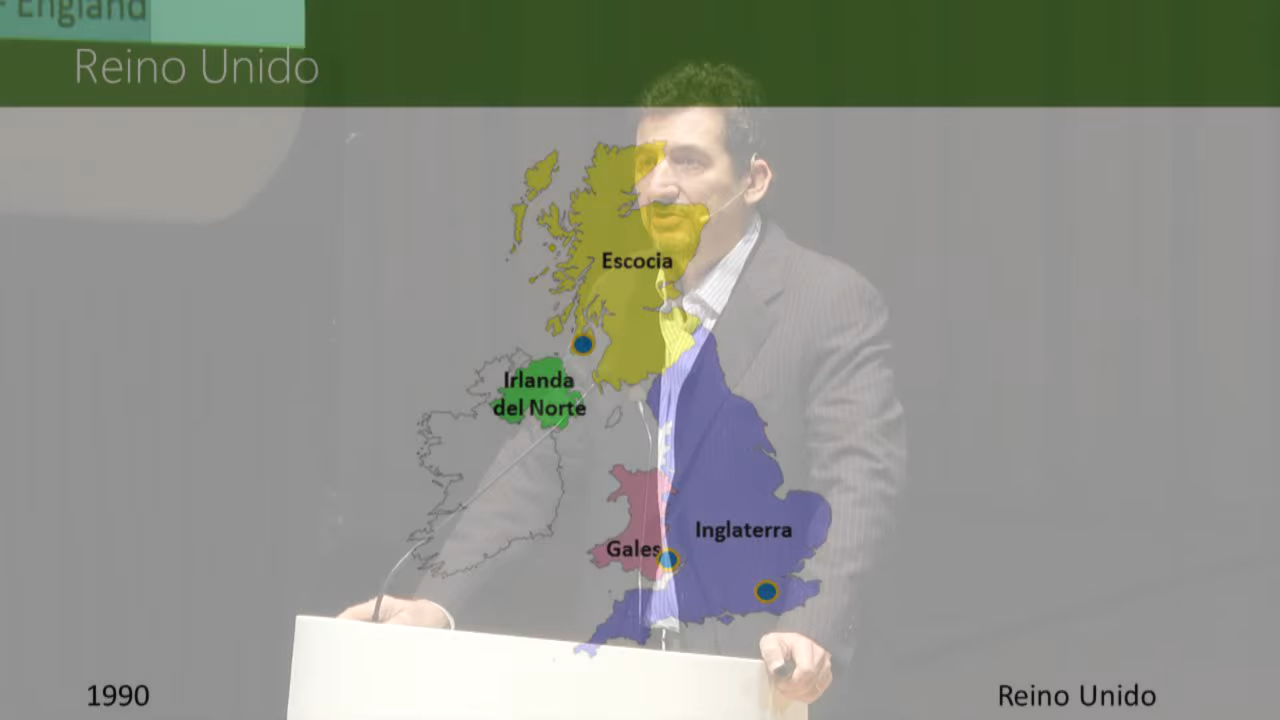 - England
Reino Unido
Escocia
Irlanda
del Norte
Inglaterra
Gales
1990
Reino Unido